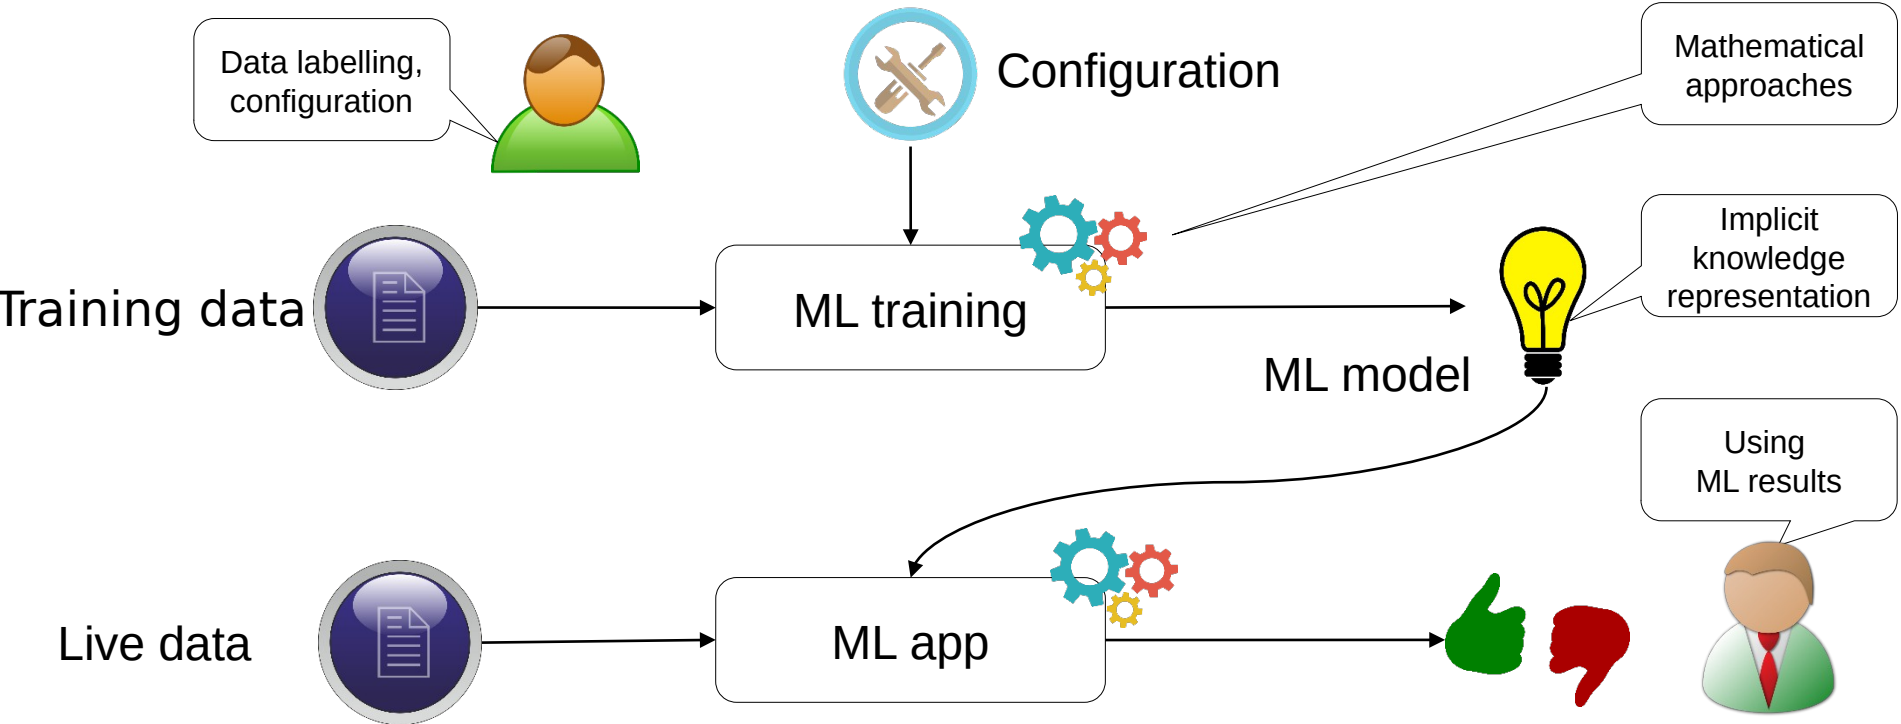 Data labelling,
configuration
Configuration
Mathematical
approaches
Training data
ML training
Implicit
knowledge
representation
ML model
Using
ML results
Live data
ML app